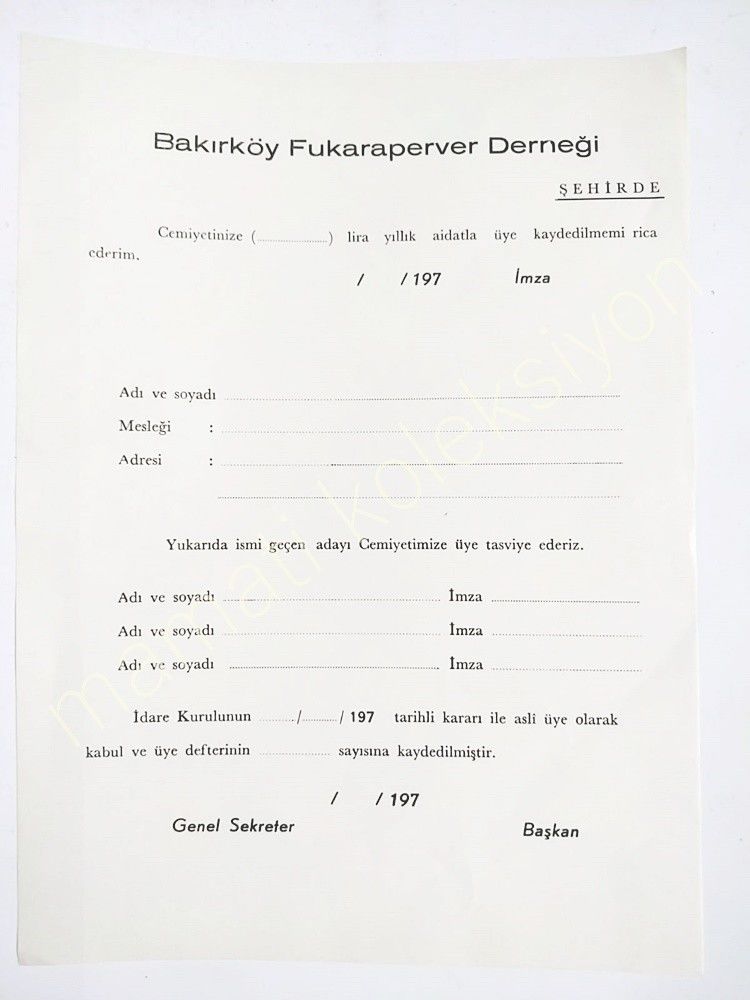 Bakırköy Fukaraperver Derneği
ŞEHİRDE
Cemiyetinize (....................) lira yıllık aidatla üye kaydedilmemi rica
ederim.
/ / 197 İmza
Adı ve soyadı ....................
Mesleği : ....................
Adresi : ....................
....................
Yukarıda ismi geçen adayı Cemiyetimize üye tasviye ederiz.
Adı ve soyadı .................... İmza ....................
Adı ve soyadı .................... İmza ....................
Adı ve soyadı .................... İmza ....................
İdare Kurulunun ........../........../ 197 tarihli kararı ile asli üye olarak
kabul ve üye defterinin .................... sayısına kaydedilmiştir.
/ / 197
Genel Sekreter Başkan
mamati koleksiyon